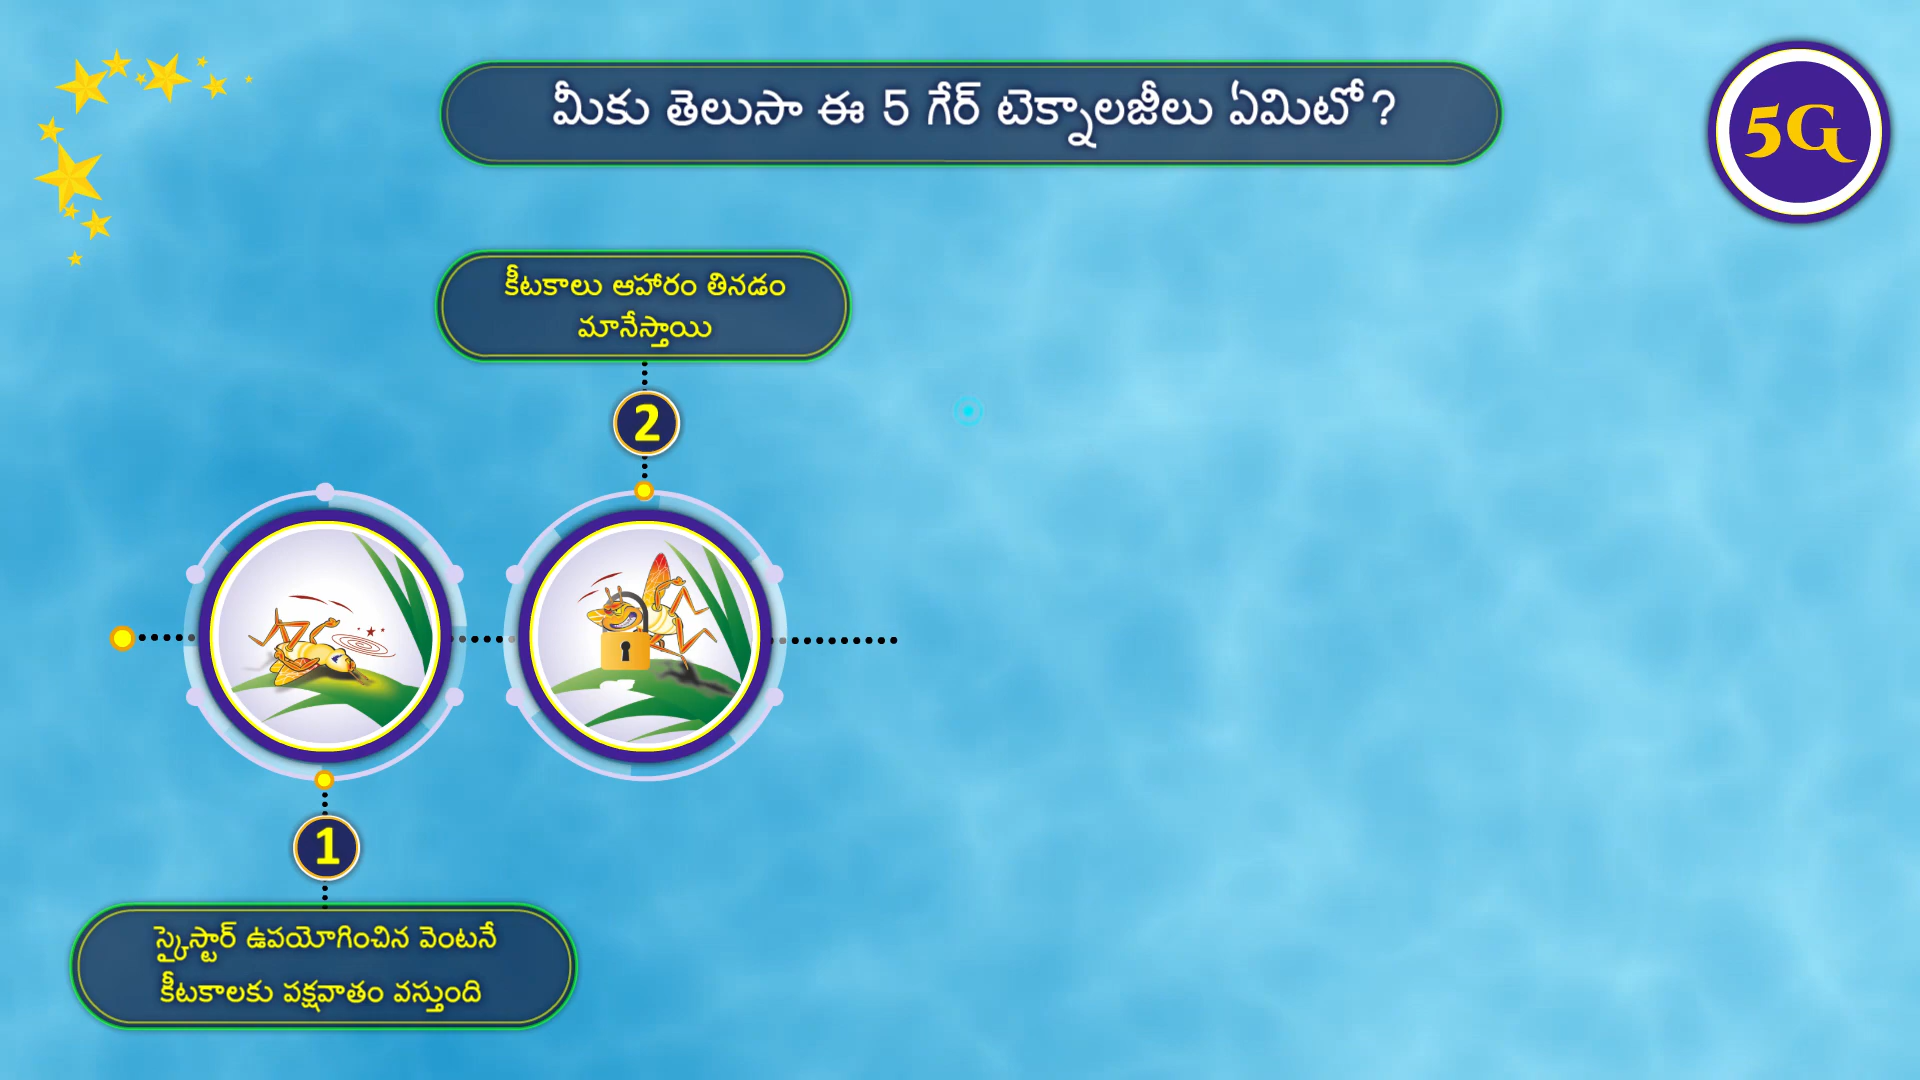 మీకు తెలుసా ఈ 5 గేర్ టెక్నాలజీలు ఏమిటో?
5G
కీటకాలు ఆహారం తినడం
మానేస్తాయి
2
1
స్కైస్టార్ ఉపయోగించిన వెంటనే
కీటకాలకు పక్షవాతం వస్తుంది